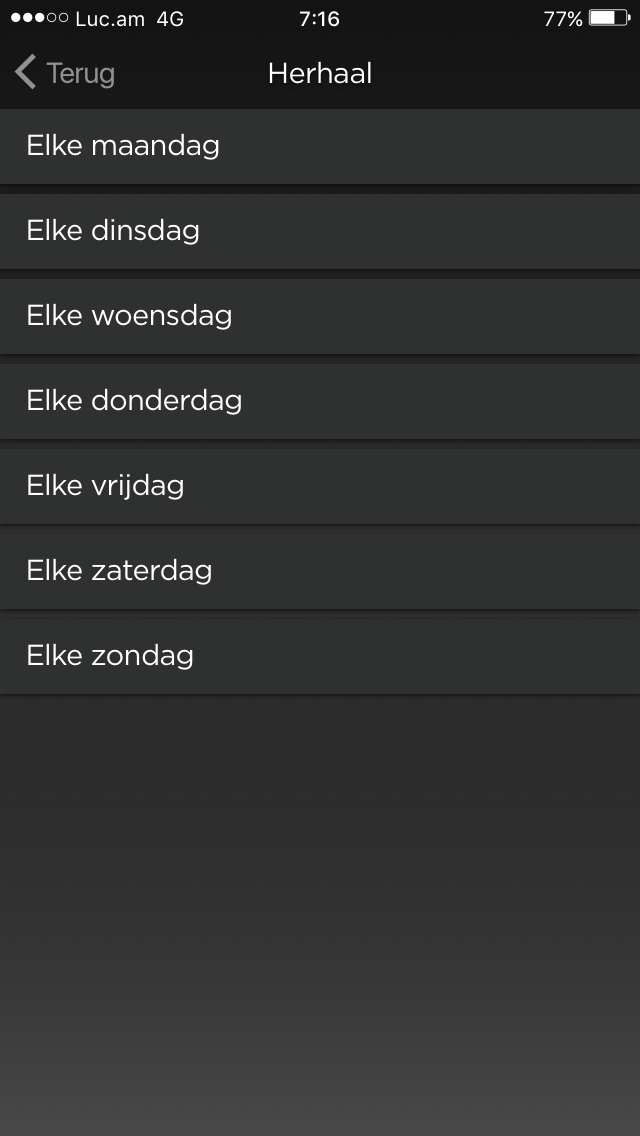 Luc.am 4G 7:16 77%
Terug Herhaal
Elke maandag
Elke dinsdag
Elke woensdag
Elke donderdag
Elke vrijdag
Elke zaterdag
Elke zondag